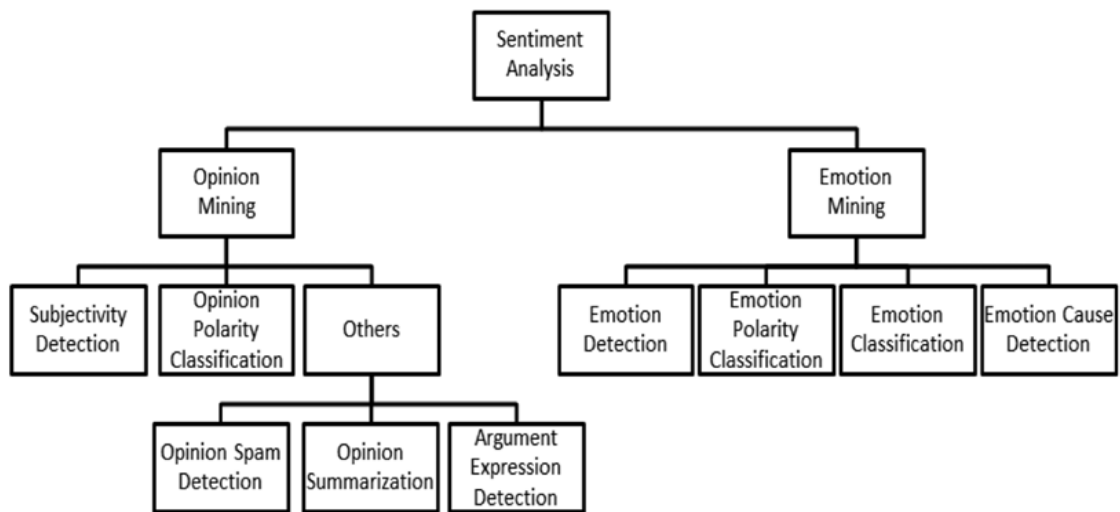 Sentiment
Analysis
Opinion
Mining
Emotion
Mining
Subjectivity
Detection
Opinion
Polarity
Classification
Others
Emotion
Detection
Emotion
Polarity
Classification
Emotion
Classification
Emotion Cause
Detection
Opinion Spam
Detection
Opinion
Summarization
Argument
Expression
Detection